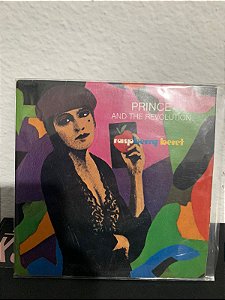 PRINCE
AND THE REVOLUTION
raspberry beret